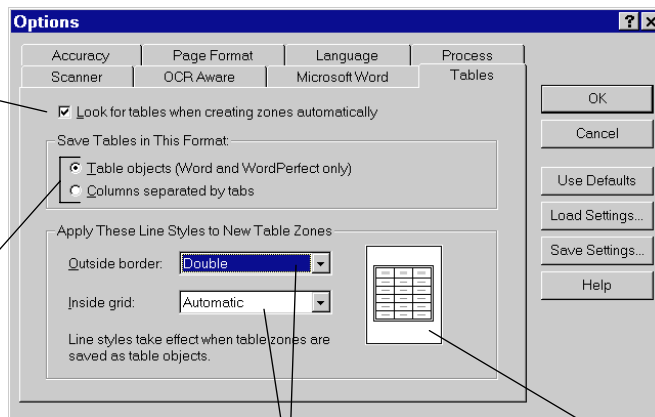 Options
Accuracy Page Format Language Process
Scanner OCR Aware Microsoft Word Tables
Look for tables when creating zones automatically
Save Tables in This Format:
Table objects (Word and WordPerfect only)
Columns separated by tabs
Apply These Line Styles to New Table Zones
Outside border: Double
Inside grid: Automatic
Line styles take effect when table zones are
saved as table objects.
OK
Cancel
Use Defaults
Load Settings...
Save Settings...
Help